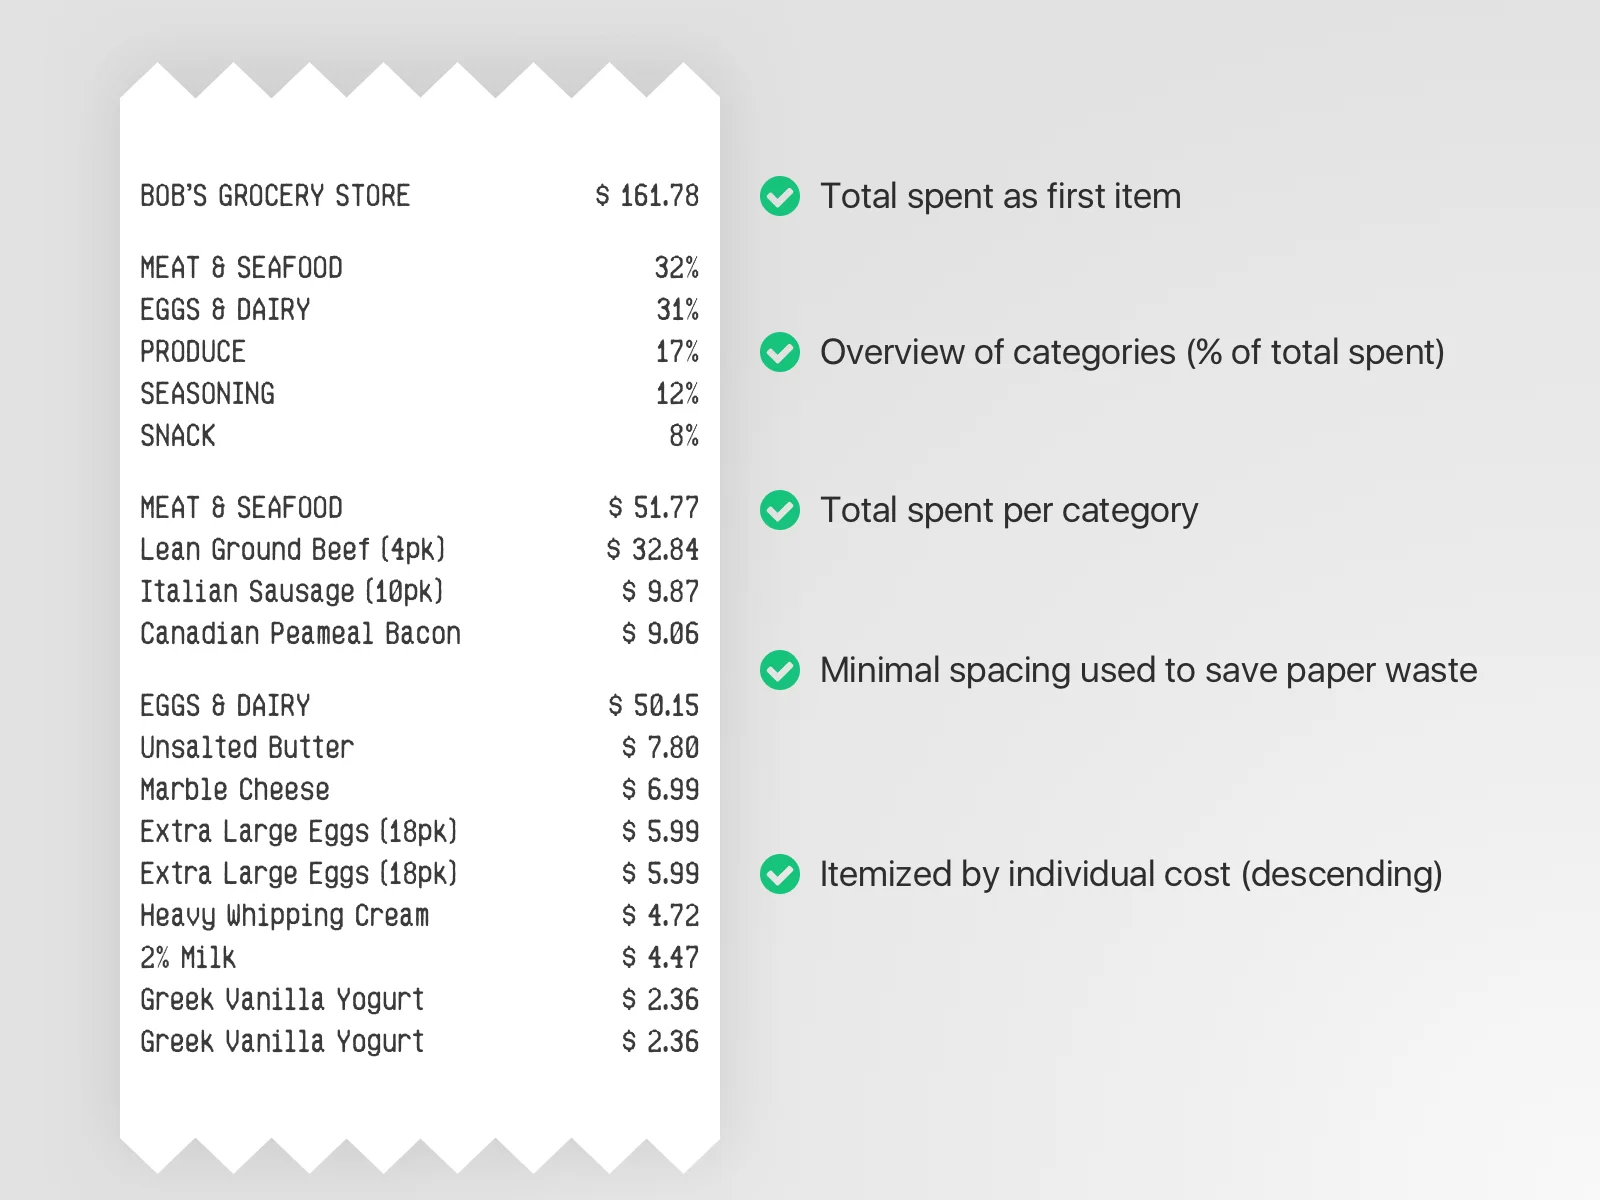 BOB'S GROCERY STORE $ 161.78
MEAT & SEAFOOD 32%
EGGS & DAIRY 31%
PRODUCE 17%
SEASONING 12%
SNACK 8%
MEAT & SEAFOOD $ 51.77
Lean Ground Beef (4pk) $ 32.84
Italian Sausage (10pk) $ 9.87
Canadian Peameal Bacon $ 9.06
EGGS & DAIRY $ 50.15
Unsalted Butter $ 7.80
Marble Cheese $ 6.99
Extra Large Eggs (18pk) $ 5.99
Extra Large Eggs (18pk) $ 5.99
Heavy Whipping Cream $ 4.72
2% Milk $ 4.47
Greek Vanilla Yogurt $ 2.36
Greek Vanilla Yogurt $ 2.36
Total spent as first item
Overview of categories (% of total spent)
Total spent per category
Minimal spacing used to save paper waste
Itemized by individual cost (descending)